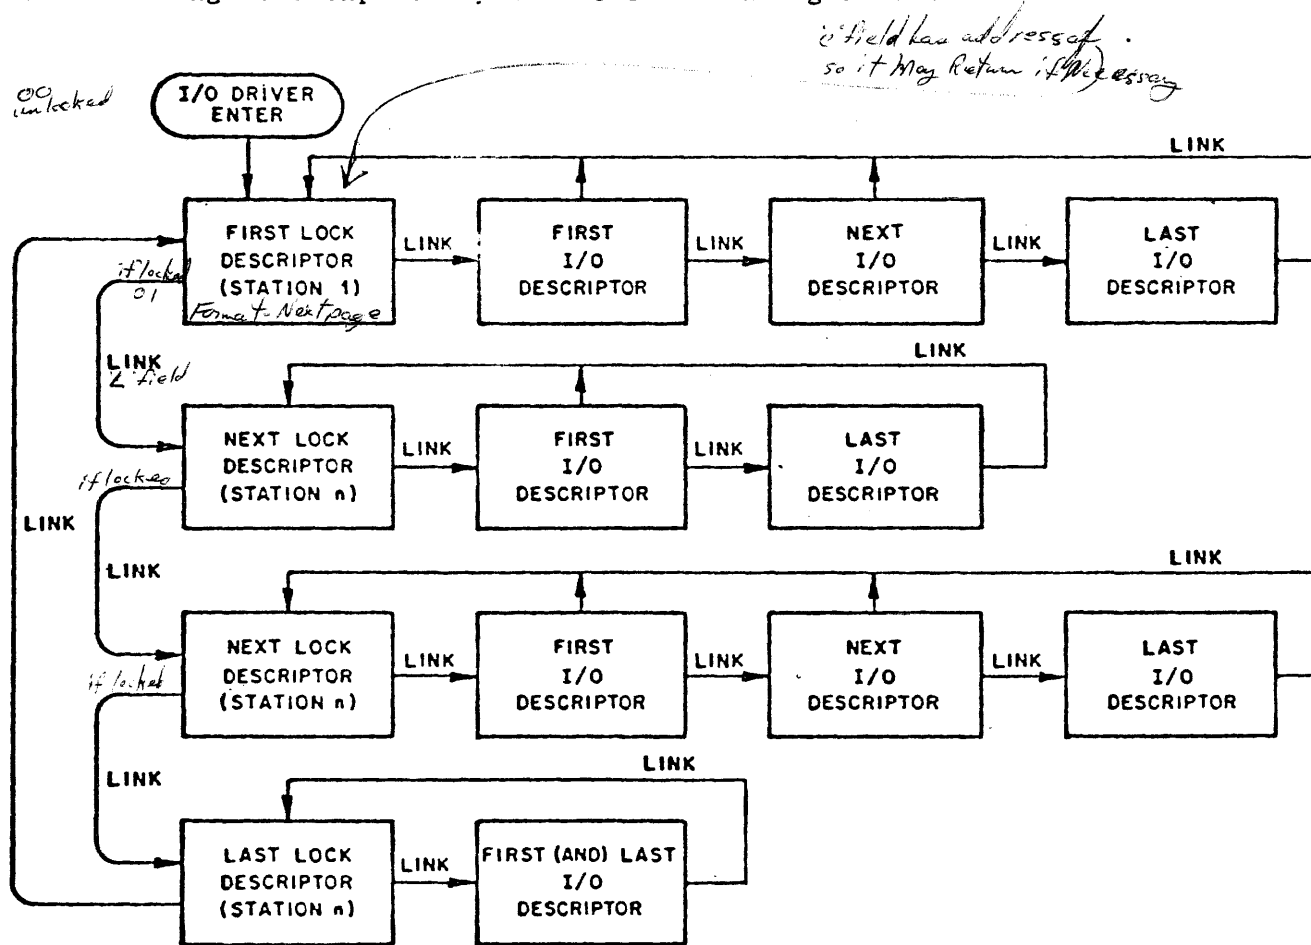 field has address of
so it May Return if Necessary
00
unlocked
I/O DRIVER
ENTER
LINK
FIRST LOCK
DESCRIPTOR
(STATION 1)
Format-Next page
LINK
FIRST
I/O
DESCRIPTOR
LINK
NEXT
I/O
DESCRIPTOR
LINK
LAST
I/O
DESCRIPTOR
if locked
01
LINK
field
LINK
NEXT LOCK
DESCRIPTOR
(STATION n)
LINK
FIRST
I/O
DESCRIPTOR
LINK
LAST
I/O
DESCRIPTOR
if locked
LINK
LINK
LINK
NEXT LOCK
DESCRIPTOR
(STATION n)
LINK
FIRST
I/O
DESCRIPTOR
LINK
NEXT
I/O
DESCRIPTOR
LINK
LAST
I/O
DESCRIPTOR
if locked
LINK
LINK
LAST LOCK
DESCRIPTOR
(STATION n)
LINK
FIRST (AND) LAST
I/O
DESCRIPTOR